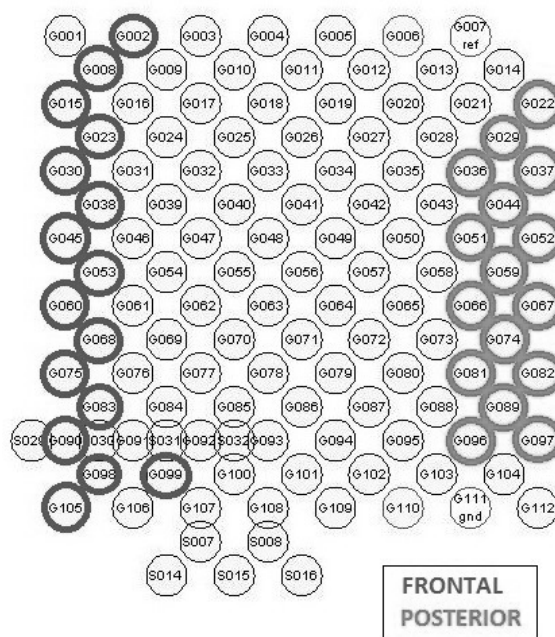 G001 G002 G003 G004 G005 G006 G007
ref
G008 G009 G010 G011 G012 G013 G014
G015 G016 G017 G018 G019 G020 G021 G022
G023 G024 G025 G026 G027 G028 G029
G030 G031 G032 G033 G034 G035 G036 G037
G038 G039 G040 G041 G042 G043 G044
G045 G046 G047 G048 G049 G050 G051 G052
G053 G054 G055 G056 G057 G058 G059
G060 G061 G062 G063 G064 G065 G066 G067
G068 G069 G070 G071 G072 G073 G074
G075 G076 G077 G078 G079 G080 G081 G082
G083 G084 G085 G086 G087 G088 G089
S029 G090 S030 G091 S031 G092 S032 G093 G094 G095 G096 G097
G098 G099 G100 G101 G102 G103 G104
G105 G106 G107 G108 G109 G110 G111 G112
gnd
S007 S008
S014 S015 S016
FRONTAL
POSTERIOR